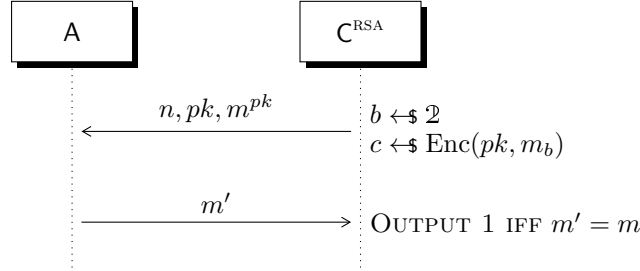 A
C^RSA
n, pk, m^pk
b ←$ 𝟚
c ←$ Enc(pk, m_b)
m′
OUTPUT 1 IFF m′ = m